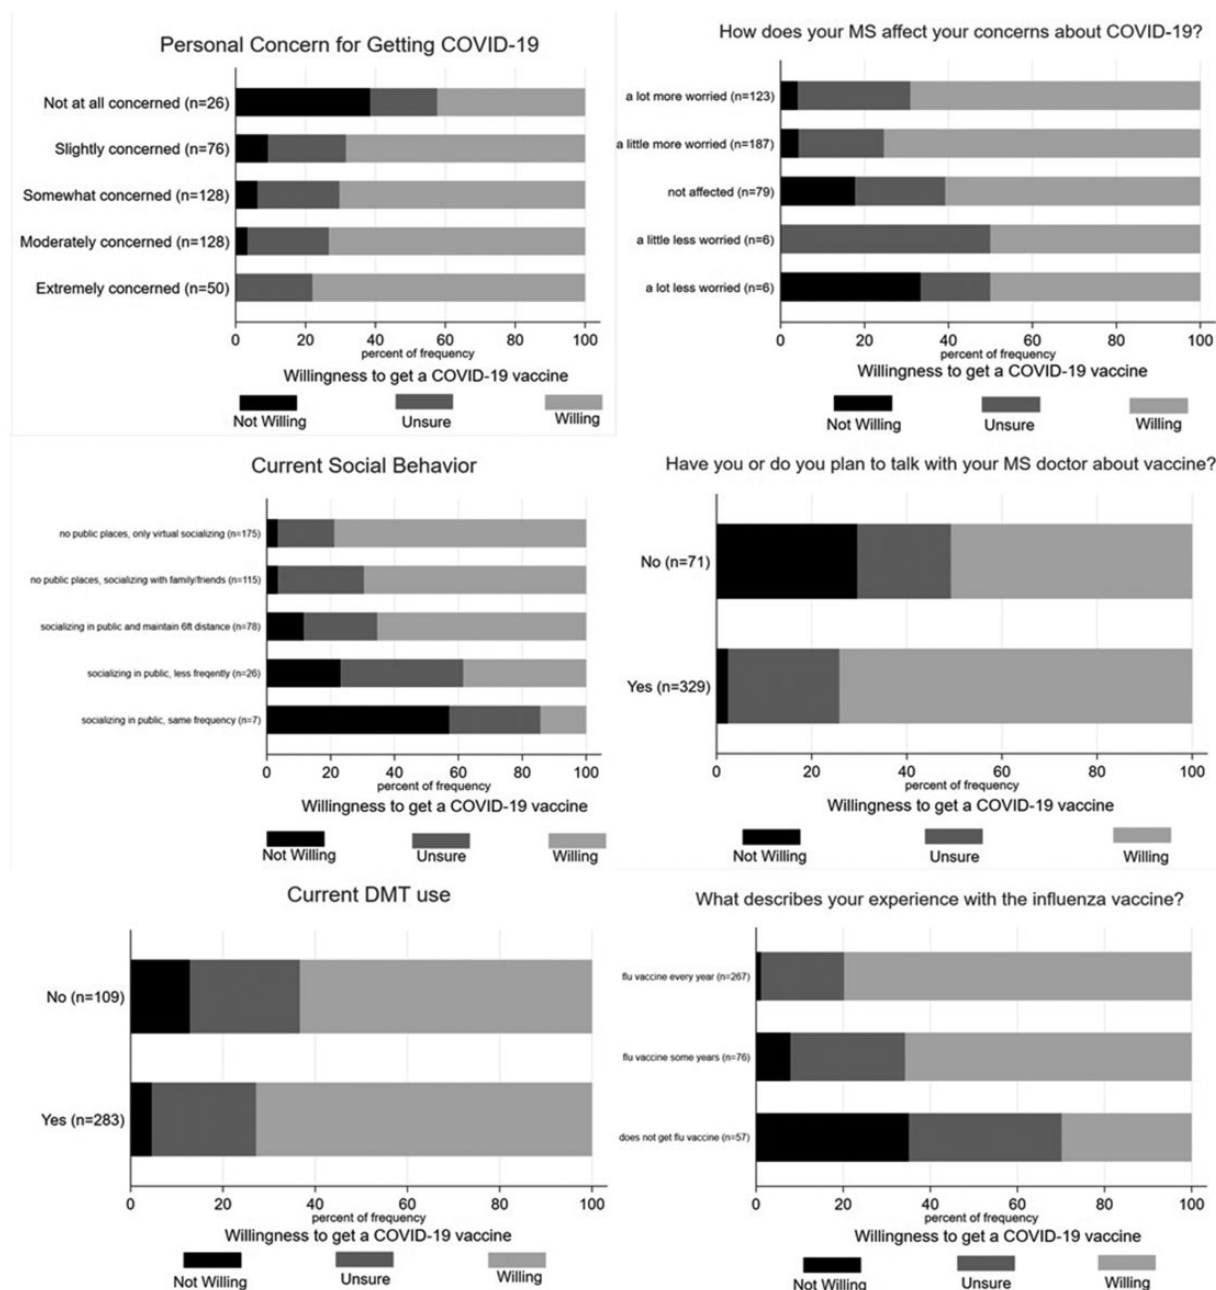 Personal Concern for Getting COVID-19
Not at all concerned (n=26)
Slightly concerned (n=76)
Somewhat concerned (n=128)
Moderately concerned (n=128)
Extremely concerned (n=50)
0 20 40 60 80 100
percent of frequency
Willingness to get a COVID-19 vaccine
Not Willing Unsure Willing
How does your MS affect your concerns about COVID-19?
a lot more worried (n=123)
a little more worried (n=187)
not affected (n=79)
a little less worried (n=6)
a lot less worried (n=6)
0 20 40 60 80 100
percent of frequency
Willingness to get a COVID-19 vaccine
Not Willing Unsure Willing
Current Social Behavior
no public places, only virtual socializing (n=175)
no public places, socializing with family/friends (n=115)
socializing in public and maintain 6ft distance (n=78)
socializing in public, less freqently (n=26)
socializing in public, same frequency (n=7)
0 20 40 60 80 100
percent of frequency
Willingness to get a COVID-19 vaccine
Not Willing Unsure Willing
Have you or do you plan to talk with your MS doctor about vaccine?
No (n=71)
Yes (n=329)
0 20 40 60 80 100
percent of frequency
Willingness to get a COVID-19 vaccine
Not Willing Unsure Willing
Current DMT use
No (n=109)
Yes (n=283)
0 20 40 60 80 100
percent of frequency
Willingness to get a COVID-19 vaccine
Not Willing Unsure Willing
What describes your experience with the influenza vaccine?
flu vaccine every year (n=267)
flu vaccine some years (n=76)
does not get flu vaccine (n=57)
0 20 40 60 80 100
percent of frequency
Willingness to get a COVID-19 vaccine
Not Willing Unsure Willing